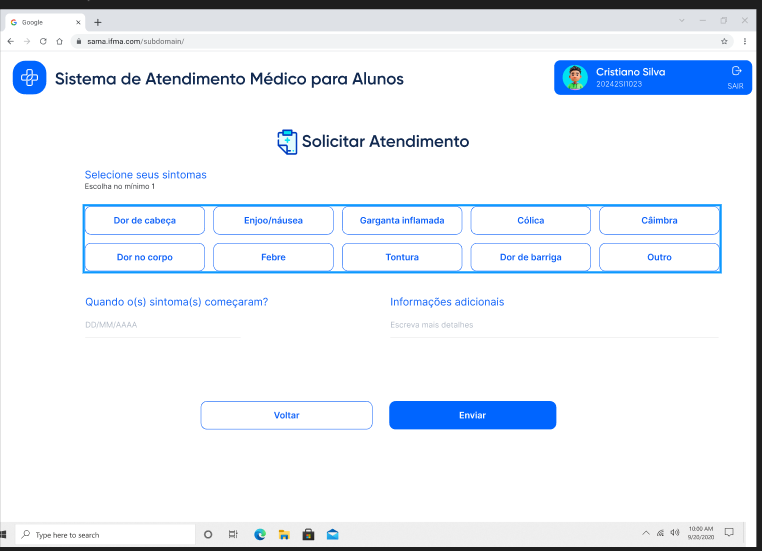 Google
sama.ifma.com/subdomain/
Sistema de Atendimento Médico para Alunos
Cristiano Silva
20242SI1023
SAIR
Solicitar Atendimento
Selecione seus sintomas
Escolha no mínimo 1
Dor de cabeça
Enjoo/náusea
Garganta inflamada
Cólica
Câimbra
Dor no corpo
Febre
Tontura
Dor de barriga
Outro
Quando o(s) sintoma(s) começaram?
Informações adicionais
DD/MM/AAAA
Escreva mais detalhes
Voltar
Enviar
Type here to search
10:00 AM
9/20/2020